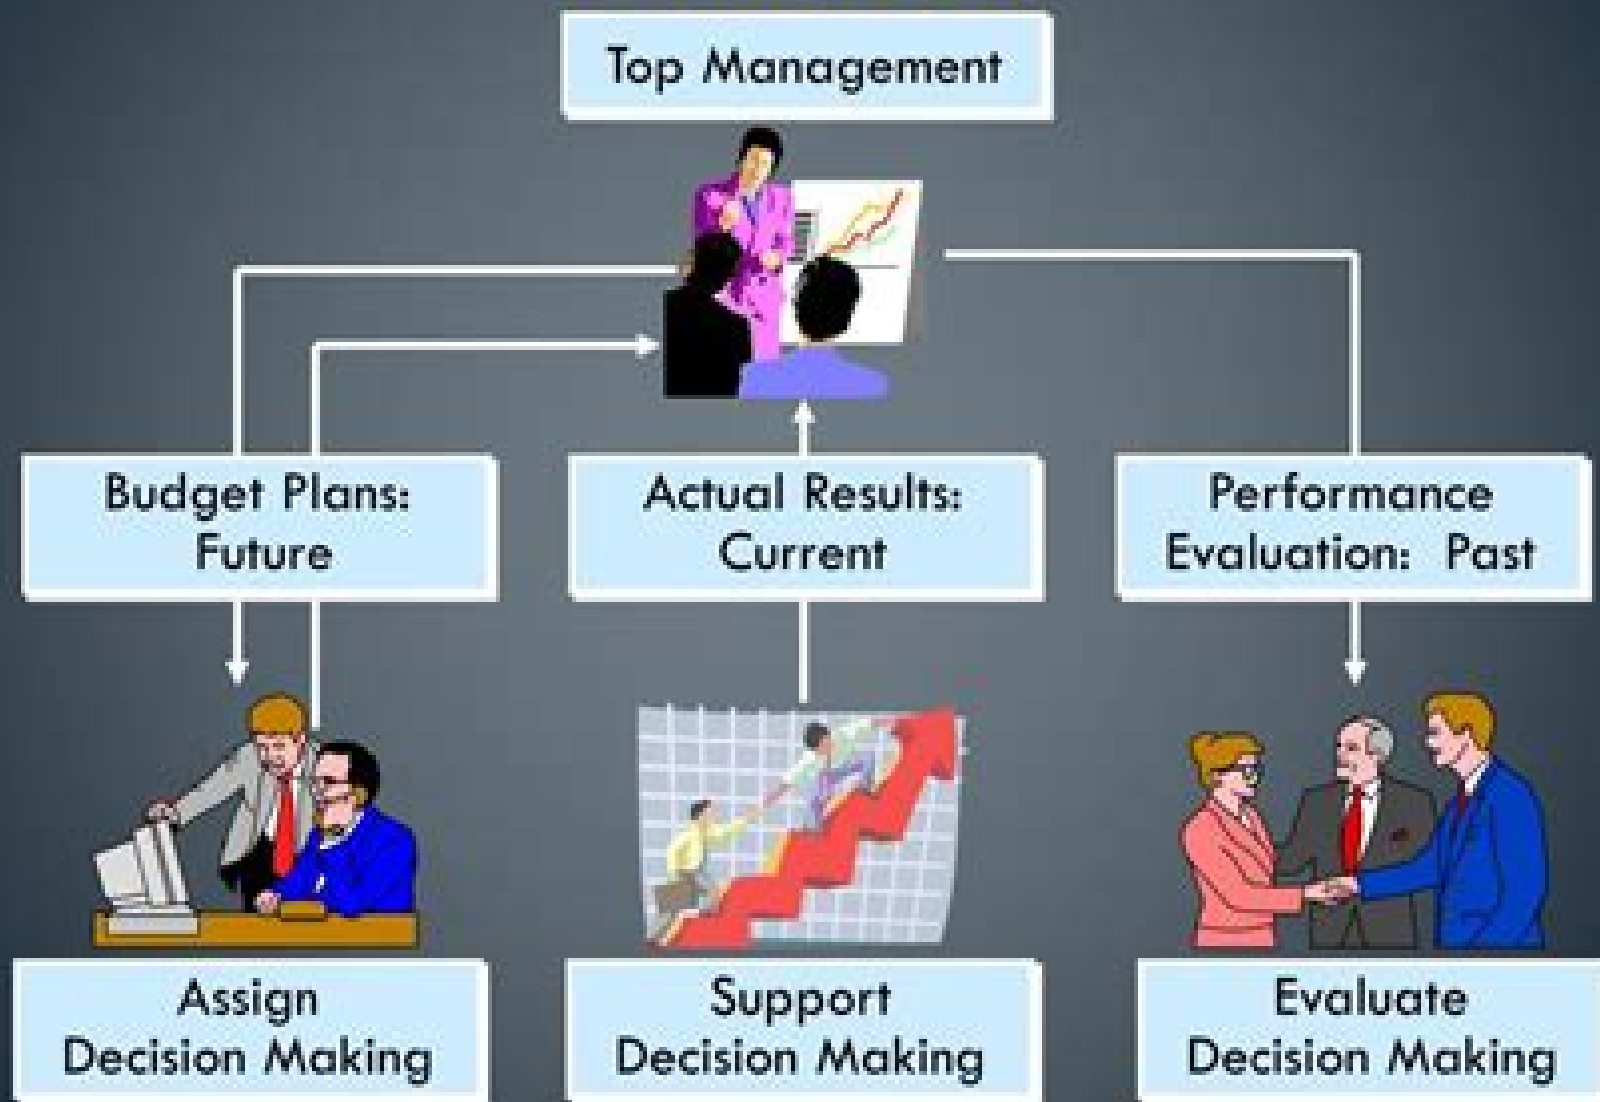 Top Management
Budget Plans:
Future
Actual Results:
Current
Performance
Evaluation: Past
Assign
Decision Making
Support
Decision Making
Evaluate
Decision Making